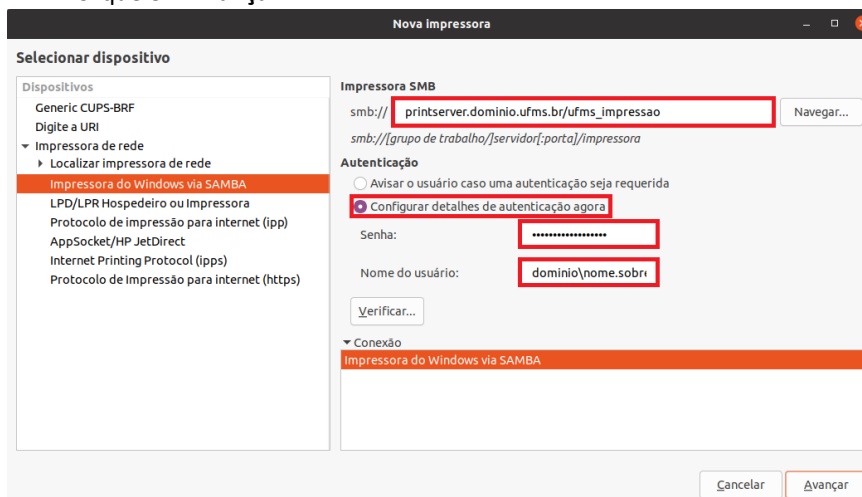 Nova impressora
Selecionar dispositivo
Dispositivos
Generic CUPS-BRF
Digite a URI
Impressora de rede
Localizar impressora de rede
Impressora do Windows via SAMBA
LPD/LPR Hospedeiro ou Impressora
Protocolo de impressão para internet (ipp)
AppSocket/HP JetDirect
Internet Printing Protocol (ipps)
Protocolo de Impressão para internet (https)
Impressora SMB
smb:// printserver.dominio.ufms.br/ufms_impressao Navegar...
smb://[grupo de trabalho/]servidor[:porta]/impressora
Autenticação
Avisar o usuário caso uma autenticação seja requerida
Configurar detalhes de autenticação agora
Senha: ••••••••••••••••••
Nome do usuário: dominio\nome.sobre
Verificar...
Conexão
Impressora do Windows via SAMBA
Cancelar Avançar